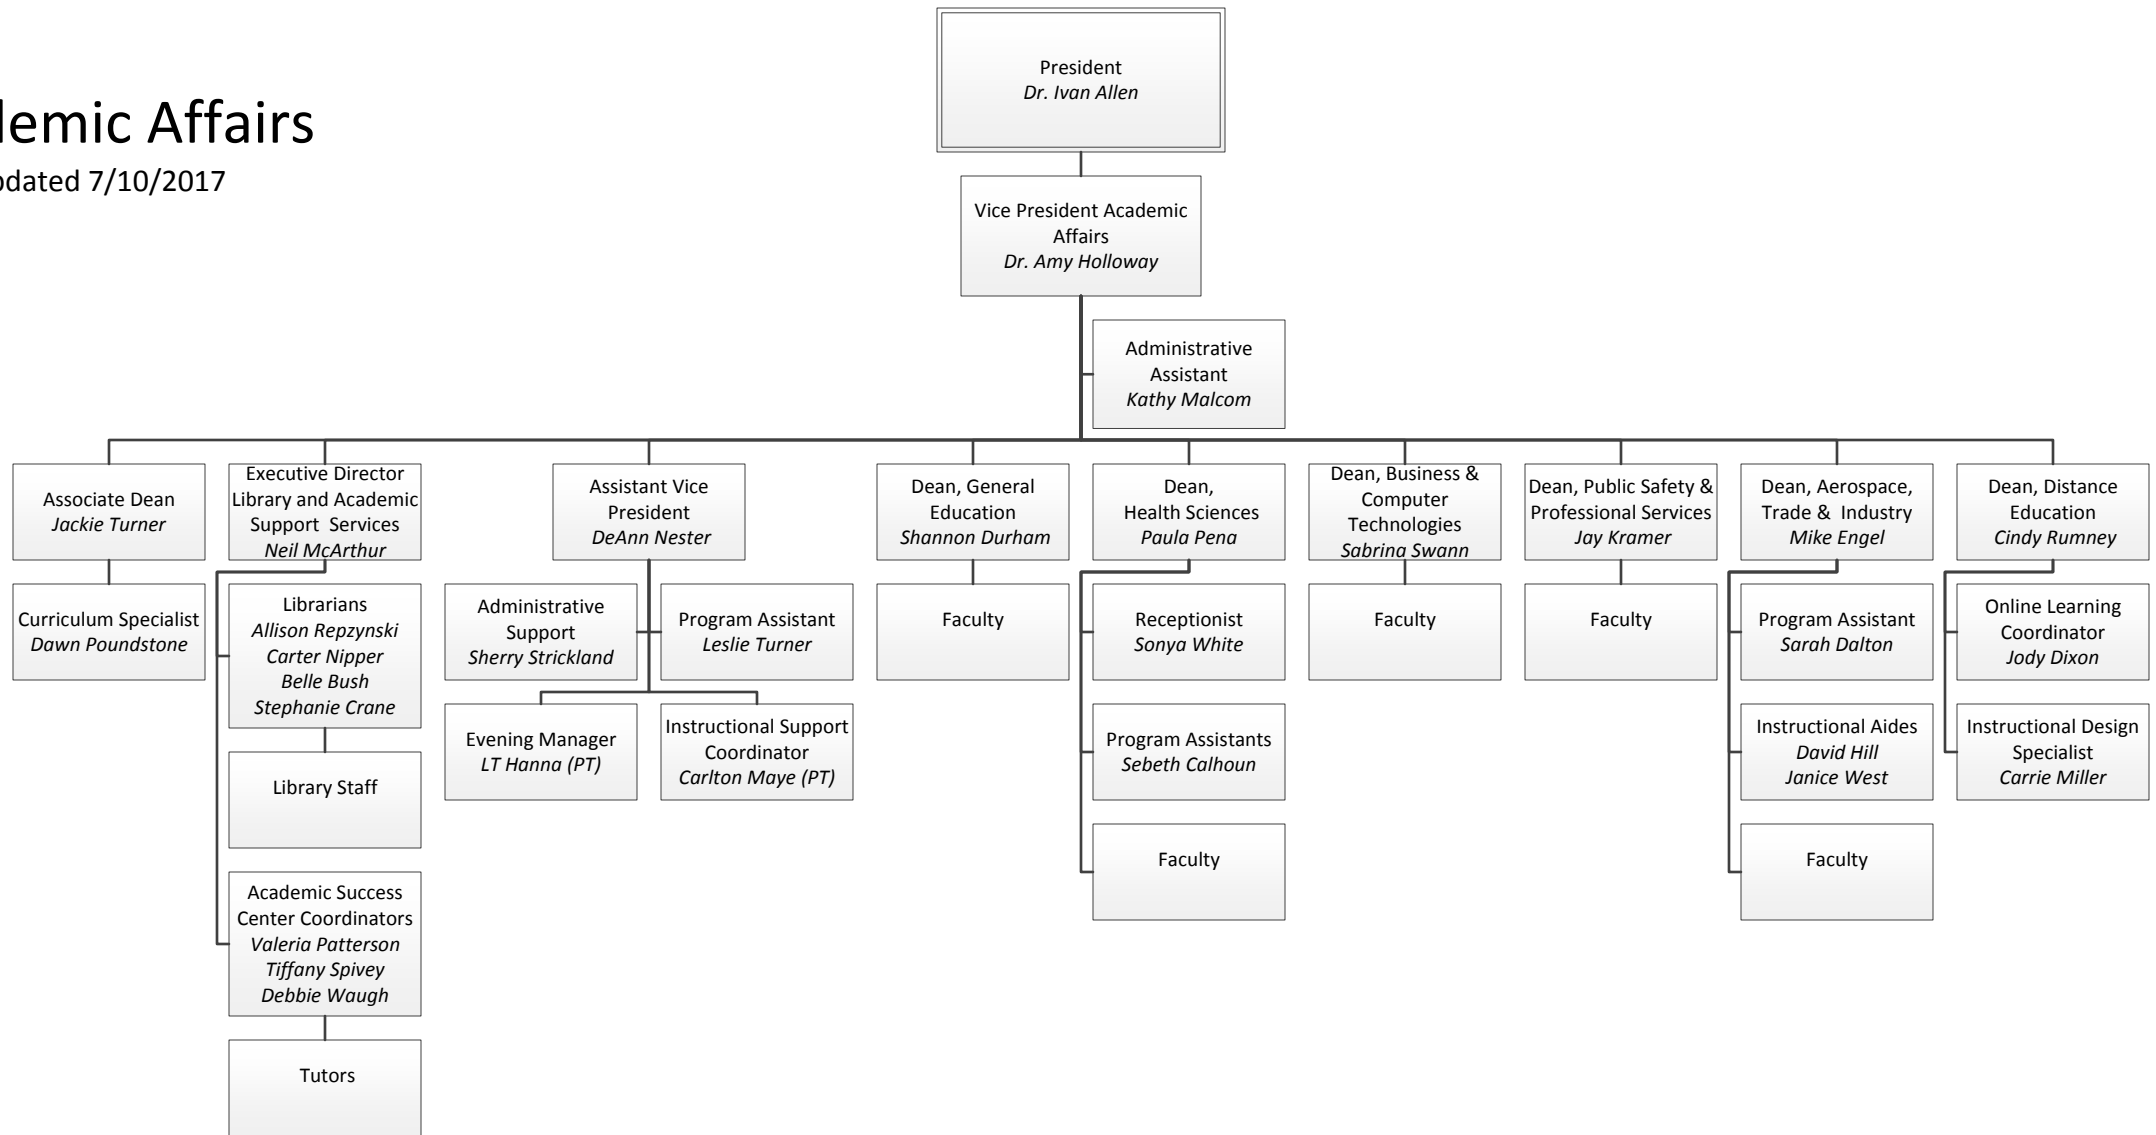 demic Affairs
pdated 7/10/2017
President
Dr. Ivan Allen
Vice President Academic
Affairs
Dr. Amy Holloway
Administrative
Assistant
Kathy Malcom
Associate Dean
Jackie Turner
Executive Director
Library and Academic
Support Services
Neil McArthur
Assistant Vice
President
DeAnn Nester
Dean, General
Education
Shannon Durham
Dean,
Health Sciences
Paula Pena
Dean, Business &
Computer
Technologies
Sabrina Swann
Dean, Public Safety &
Professional Services
Jay Kramer
Dean, Aerospace,
Trade & Industry
Mike Engel
Dean, Distance
Education
Cindy Rumney
Curriculum Specialist
Dawn Poundstone
Librarians
Allison Repzynski
Carter Nipper
Belle Bush
Stephanie Crane
Administrative
Support
Sherry Strickland
Program Assistant
Leslie Turner
Faculty
Receptionist
Sonya White
Faculty
Faculty
Program Assistant
Sarah Dalton
Online Learning
Coordinator
Jody Dixon
Evening Manager
LT Hanna (PT)
Instructional Support
Coordinator
Carlton Maye (PT)
Program Assistants
Sebeth Calhoun
Instructional Aides
David Hill
Janice West
Instructional Design
Specialist
Carrie Miller
Library Staff
Faculty
Faculty
Academic Success
Center Coordinators
Valeria Patterson
Tiffany Spivey
Debbie Waugh
Tutors